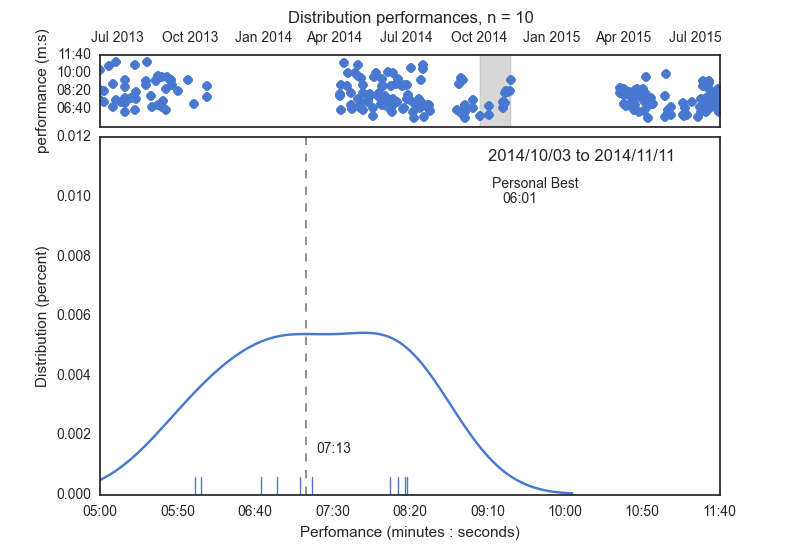 Distribution performances, n = 10
Jul 2013 Oct 2013 Jan 2014 Apr 2014 Jul 2014 Oct 2014 Jan 2015 Apr 2015 Jul 2015
performance (m:s)
11:40
10:00
08:20
06:40
Distribution (percent)
0.012
0.010
0.008
0.006
0.004
0.002
0.000
2014/10/03 to 2014/11/11
Personal Best
06:01
07:13
05:00 05:50 06:40 07:30 08:20 09:10 10:00 10:50 11:40
Perfomance (minutes : seconds)